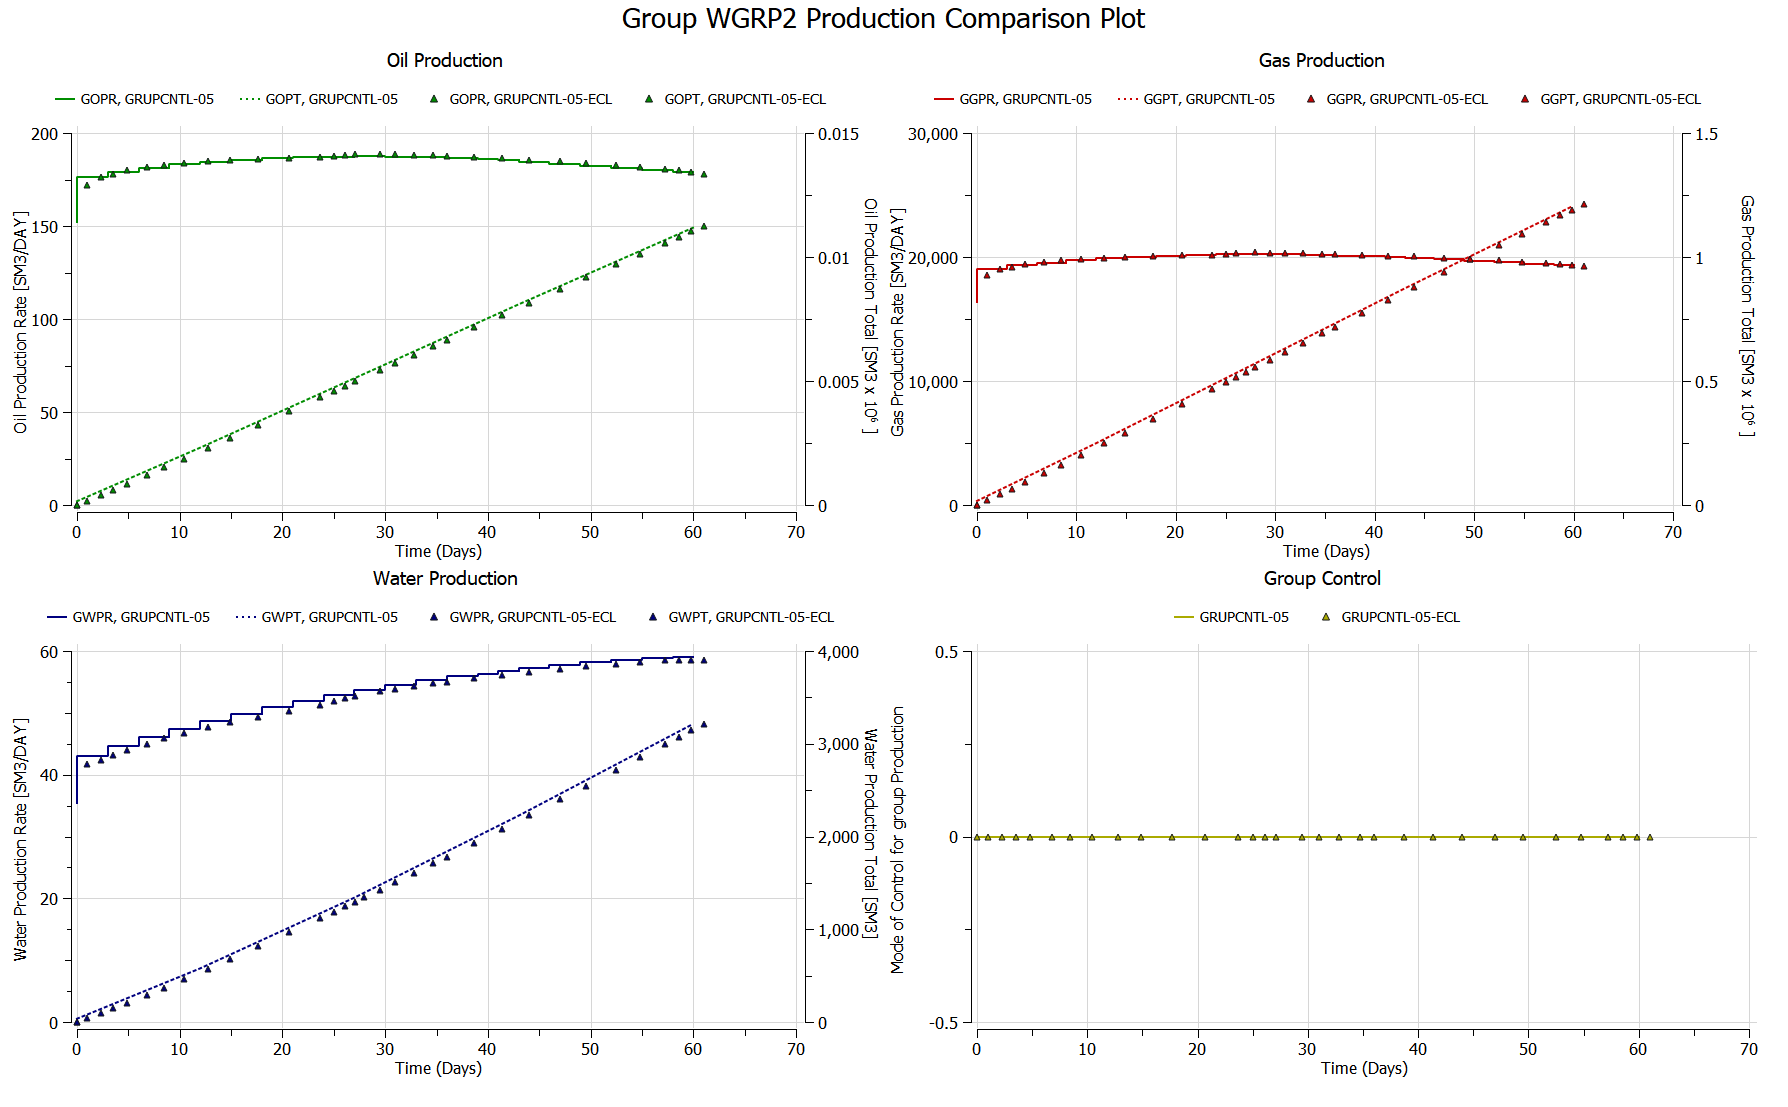 Group WGRP2 Production Comparison Plot
Oil Production
GOPR, GRUPCNTL-05 GOPT, GRUPCNTL-05 GOPR, GRUPCNTL-05-ECL GOPT, GRUPCNTL-05-ECL
200
150
100
50
0
Oil Production Rate [SM3/DAY]
0.015
0.01
0.005
0
Oil Production Total [SM3 x 10⁶ ]
0 10 20 30 40 50 60 70
Time (Days)
Gas Production
GGPR, GRUPCNTL-05 GGPT, GRUPCNTL-05 GGPR, GRUPCNTL-05-ECL GGPT, GRUPCNTL-05-ECL
30,000
20,000
10,000
0
Gas Production Rate [SM3/DAY]
1.5
1
0.5
0
Gas Production Total [SM3 x 10⁶ ]
0 10 20 30 40 50 60 70
Time (Days)
Water Production
GWPR, GRUPCNTL-05 GWPT, GRUPCNTL-05 GWPR, GRUPCNTL-05-ECL GWPT, GRUPCNTL-05-ECL
60
40
20
0
Water Production Rate [SM3/DAY]
4,000
3,000
2,000
1,000
0
Water Production Total [SM3]
0 10 20 30 40 50 60 70
Time (Days)
Group Control
GRUPCNTL-05 GRUPCNTL-05-ECL
0.5
0
-0.5
Mode of Control for group Production
0 10 20 30 40 50 60 70
Time (Days)